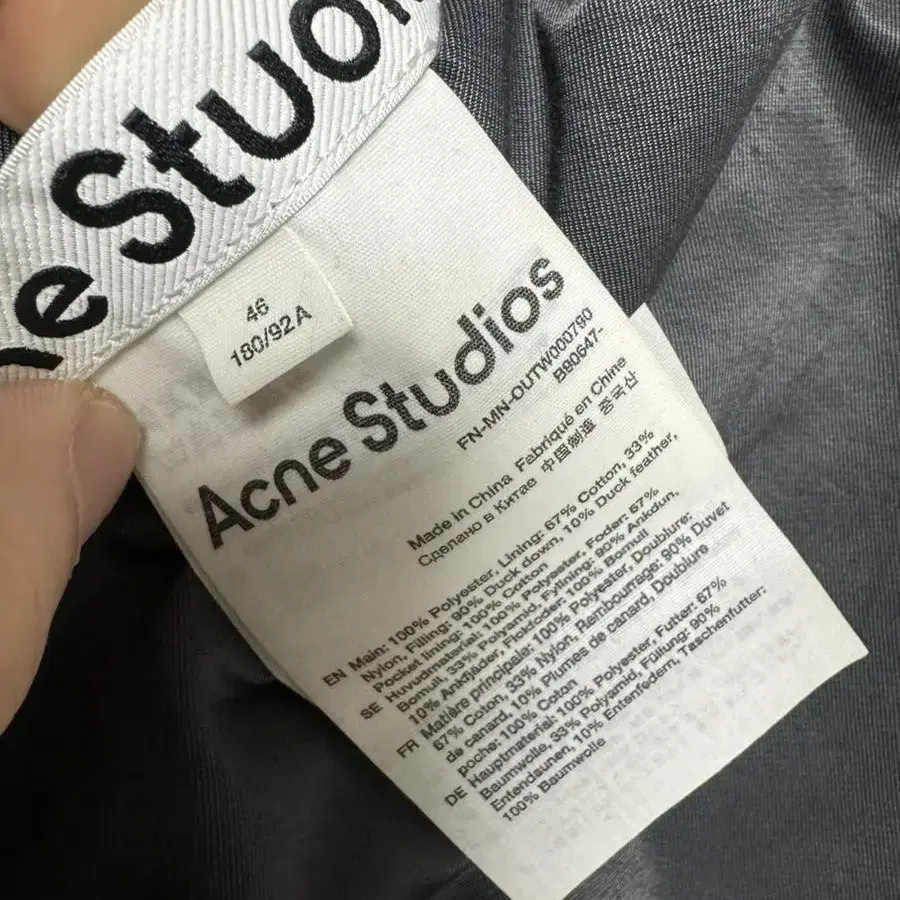 ne Studio
46
180/92A
Acne Studios
FN-MN-OUTW000790
B90647-
Made in China Fabriqué en Chine
Сделано в Китае 中国制造 중국산
EN Main: 100% Polyester, Lining: 67% Cotton, 33%
Nylon, Filling: 90% Duck down, 10% Duck feather,
Pocket lining: 100% Cotton
SE Huvudmaterial: 100% Polyester, Foder: 67%
Bomull, 33% Polyamid, Fyllning: 90% Ankdun,
10% Ankfjäder, Fickfoder: 100% Bomull
FR Matière principale: 100% Polyester, Doublure:
67% Coton, 33% Nylon, Rembourrage: 90% Duvet
de canard, 10% Plumes de canard, Doublure
poche: 100% Coton
DE Hauptmaterial: 100% Polyester, Futter: 67%
Baumwolle, 33% Polyamid, Füllung: 90%
Entendaunen, 10% Entenfedern, Taschenfutter:
100% Baumwolle